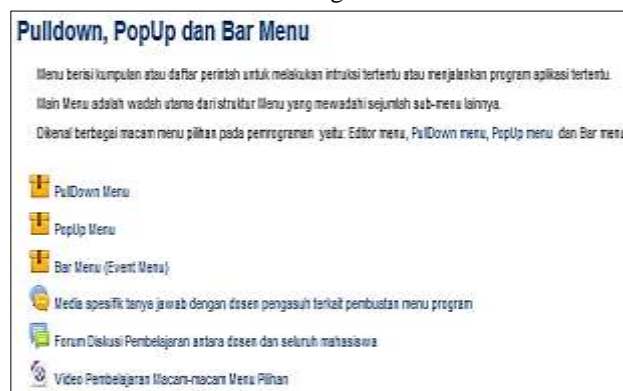 Pulldown, PopUp dan Bar Menu
Menu berisi kumpulan atau daftar perintah untuk melakukan intruksi tertentu atau menjalankan program aplikasi tertentu.
Main Menu adalah wadah utama dari struktur Menu yang mewadahi sejumlah sub-menu lainnya.
Dikenal berbagai macam menu pilihan pada pemrograman yaitu: Editor menu, PullDown menu, PopUp menu dan Bar menu
PullDown Menu
PopUp Menu
Bar Menu (Event Menu)
Media spesifik tanya jawab dengan dosen pengasuh terkait pembuatan menu program
Forum Diskusi Pembelajaran antara dosen dan seluruh mahasiswa
Video Pembelajaran Macam-macam Menu Pilihan